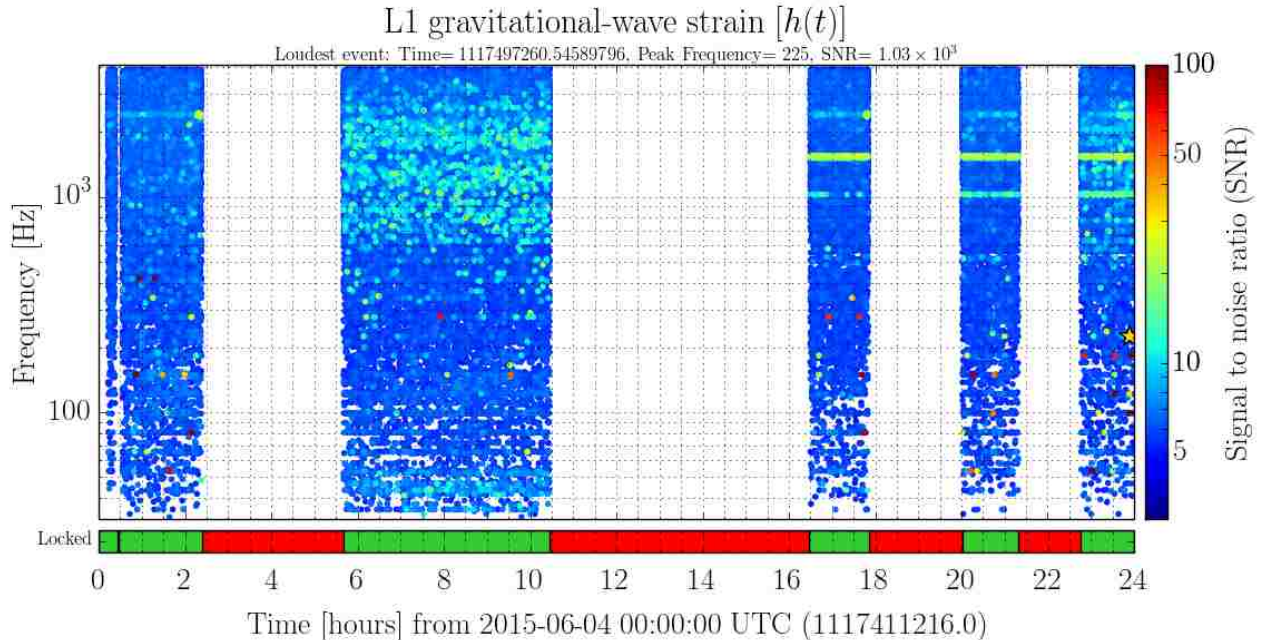 L1 gravitational-wave strain [h(t)]
Loudest event: Time= 1117497260.54589796, Peak Frequency= 225, SNR= 1.03 × 10³
Frequency [Hz]
10³
100
100
50
10
5
Signal to noise ratio (SNR)
Locked
0 2 4 6 8 10 12 14 16 18 20 22 24
Time [hours] from 2015-06-04 00:00:00 UTC (1117411216.0)